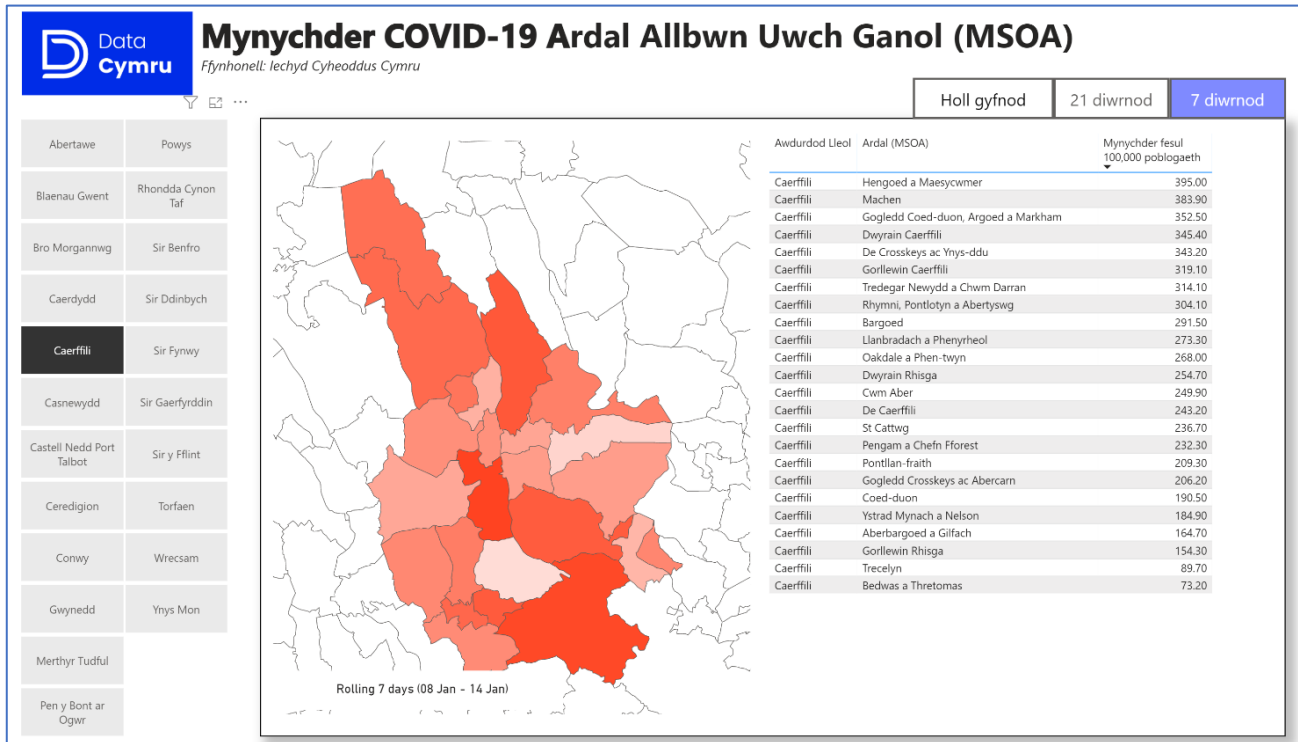 Data
Cymru
Mynychder COVID-19 Ardal Allbwn Uwch Ganol (MSOA)
Ffynhonell: Iechyd Cyheoddus Cymru
Holl gyfnod
21 diwrnod
7 diwrnod
Abertawe
Powys
Blaenau Gwent
Rhondda Cynon
Taf
Bro Morgannwg
Sir Benfro
Caerdydd
Sir Ddinbych
Caerffili
Sir Fynwy
Casnewydd
Sir Gaerfyrddin
Castell Nedd Port
Talbot
Sir y Fflint
Ceredigion
Torfaen
Conwy
Wrecsam
Gwynedd
Ynys Mon
Merthyr Tudful
Pen y Bont ar
Ogwr
Rolling 7 days (08 Jan - 14 Jan)
Awdurdod Lleol Ardal (MSOA) Mynychder fesul
100,000 poblogaeth
Caerffili Hengoed a Maesycwmer 395.00
Caerffili Machen 383.90
Caerffili Gogledd Coed-duon, Argoed a Markham 352.50
Caerffili Dwyrain Caerffili 345.40
Caerffili De Crosskeys ac Ynys-ddu 343.20
Caerffili Gorllewin Caerffili 319.10
Caerffili Tredegar Newydd a Chwm Darran 314.10
Caerffili Rhymni, Pontlotyn a Abertyswg 304.10
Caerffili Bargoed 291.50
Caerffili Llanbradach a Phenyrheol 273.30
Caerffili Oakdale a Phen-twyn 268.00
Caerffili Dwyrain Rhisga 254.70
Caerffili Cwm Aber 249.90
Caerffili De Caerffili 243.20
Caerffili St Cattwg 236.70
Caerffili Pengam a Chefn Fforest 232.30
Caerffili Pontllan-fraith 209.30
Caerffili Gogledd Crosskeys ac Abercarn 206.20
Caerffili Coed-duon 190.50
Caerffili Ystrad Mynach a Nelson 184.90
Caerffili Aberbargoed a Gilfach 164.70
Caerffili Gorllewin Rhisga 154.30
Caerffili Trecelyn 89.70
Caerffili Bedwas a Thretomas 73.20